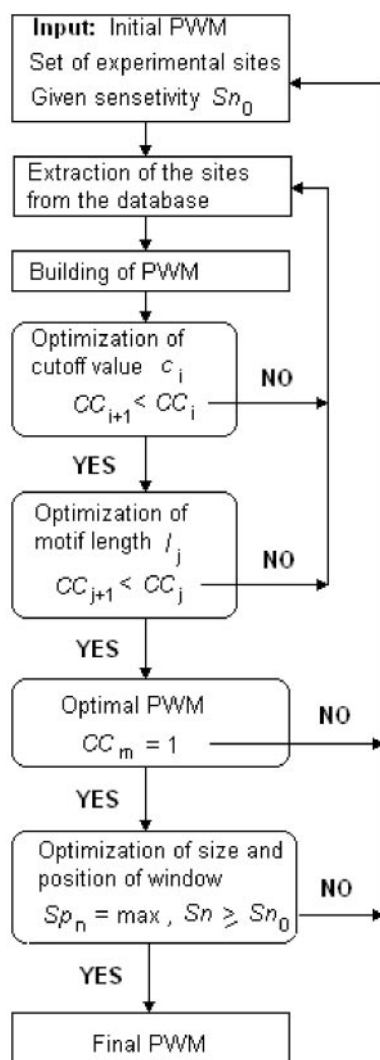 Input: Initial PWM
Set of experimental sites
Given sensetivity Sn0
Extraction of the sites
from the database
Building of PWM
Optimization of
cutoff value ci
CCi+1 < CCi
NO
YES
Optimization of
motif length lj
CCj+1 < CCj
NO
YES
Optimal PWM
CCm = 1
NO
YES
Optimization of size and
position of window
Spn = max , Sn ≥ Sn0
NO
YES
Final PWM